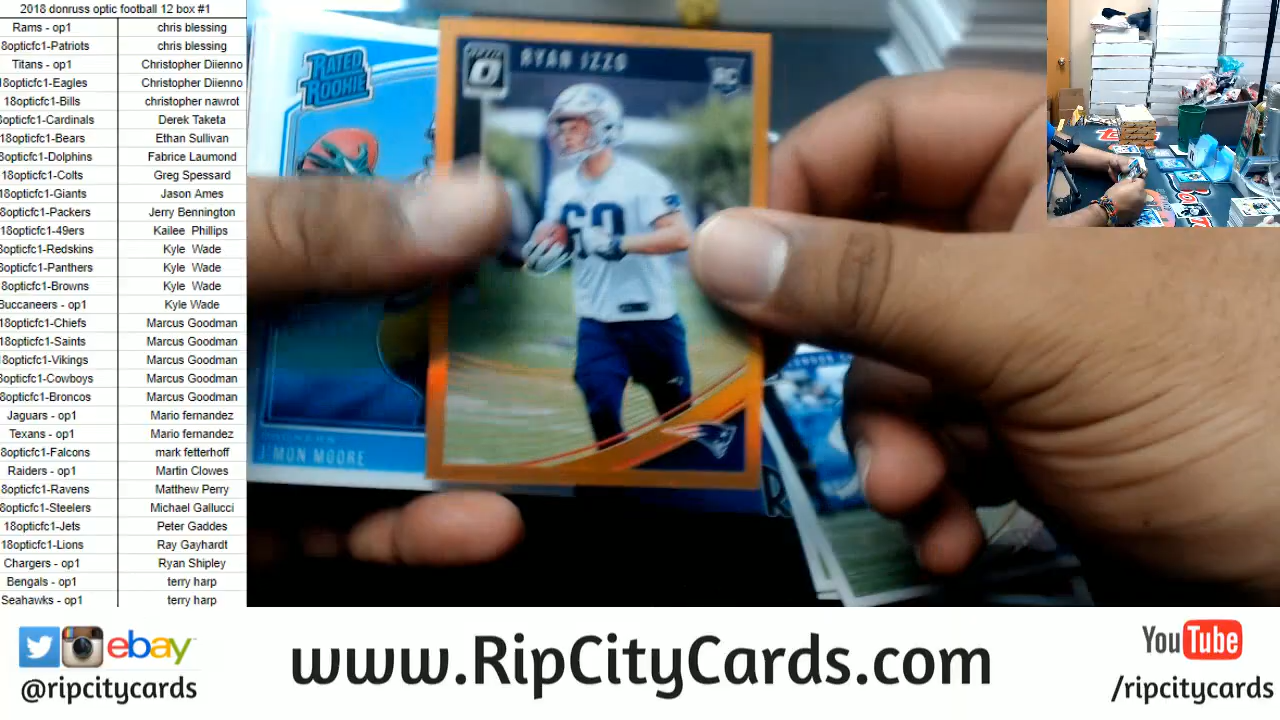 2018 donruss optic football 12 box #1
Rams - op1 chris blessing
8opticfc1-Patriots chris blessing
Titans - op1 Christopher Diienno
18opticfc1-Eagles Christopher Diienno
18opticfc1-Bills christopher nawrot
8opticfc1-Cardinals Derek Taketa
18opticfc1-Bears Ethan Sullivan
8opticfc1-Dolphins Fabrice Laumond
18opticfc1-Colts Greg Spessard
18opticfc1-Giants Jason Ames
8opticfc1-Packers Jerry Bennington
18opticfc1-49ers Kailee Phillips
8opticfc1-Redskins Kyle Wade
8opticfc1-Panthers Kyle Wade
8opticfc1-Browns Kyle Wade
Buccaneers - op1 Kyle Wade
18opticfc1-Chiefs Marcus Goodman
18opticfc1-Saints Marcus Goodman
18opticfc1-Vikings Marcus Goodman
8opticfc1-Cowboys Marcus Goodman
8opticfc1-Broncos Marcus Goodman
Jaguars - op1 Mario fernandez
Texans - op1 Mario fernandez
8opticfc1-Falcons mark fetterhoff
Raiders - op1 Martin Clowes
8opticfc1-Ravens Matthew Perry
8opticfc1-Steelers Michael Gallucci
18opticfc1-Jets Peter Gaddes
18opticfc1-Lions Ray Gayhardt
Chargers - op1 Ryan Shipley
Bengals - op1 terry harp
Seahawks - op1 terry harp
RATED
ROOKIE
J'MON MOORE
OPTIC
RYAN IZZO
RC
60
ebay
@ripcitycards
www.RipCityCards.com
YouTube
/ripcitycards